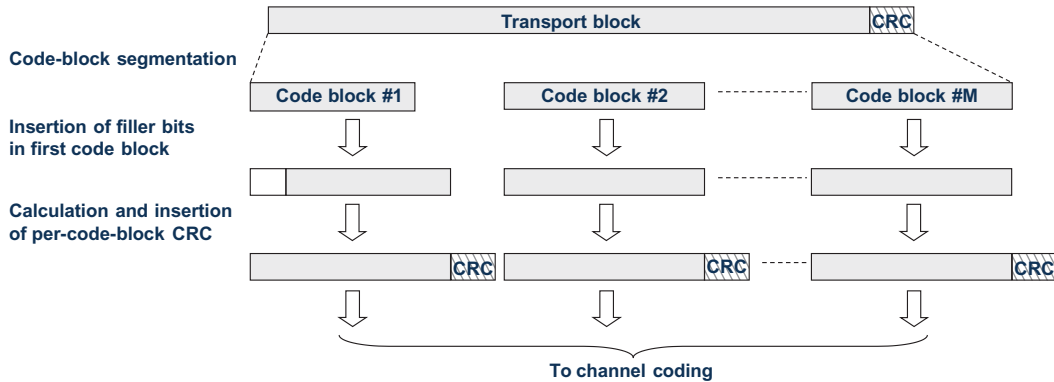 Transport block CRC
Code-block segmentation
Code block #1 Code block #2 Code block #M
Insertion of filler bits
in first code block
Calculation and insertion
of per-code-block CRC
CRC CRC CRC
To channel coding